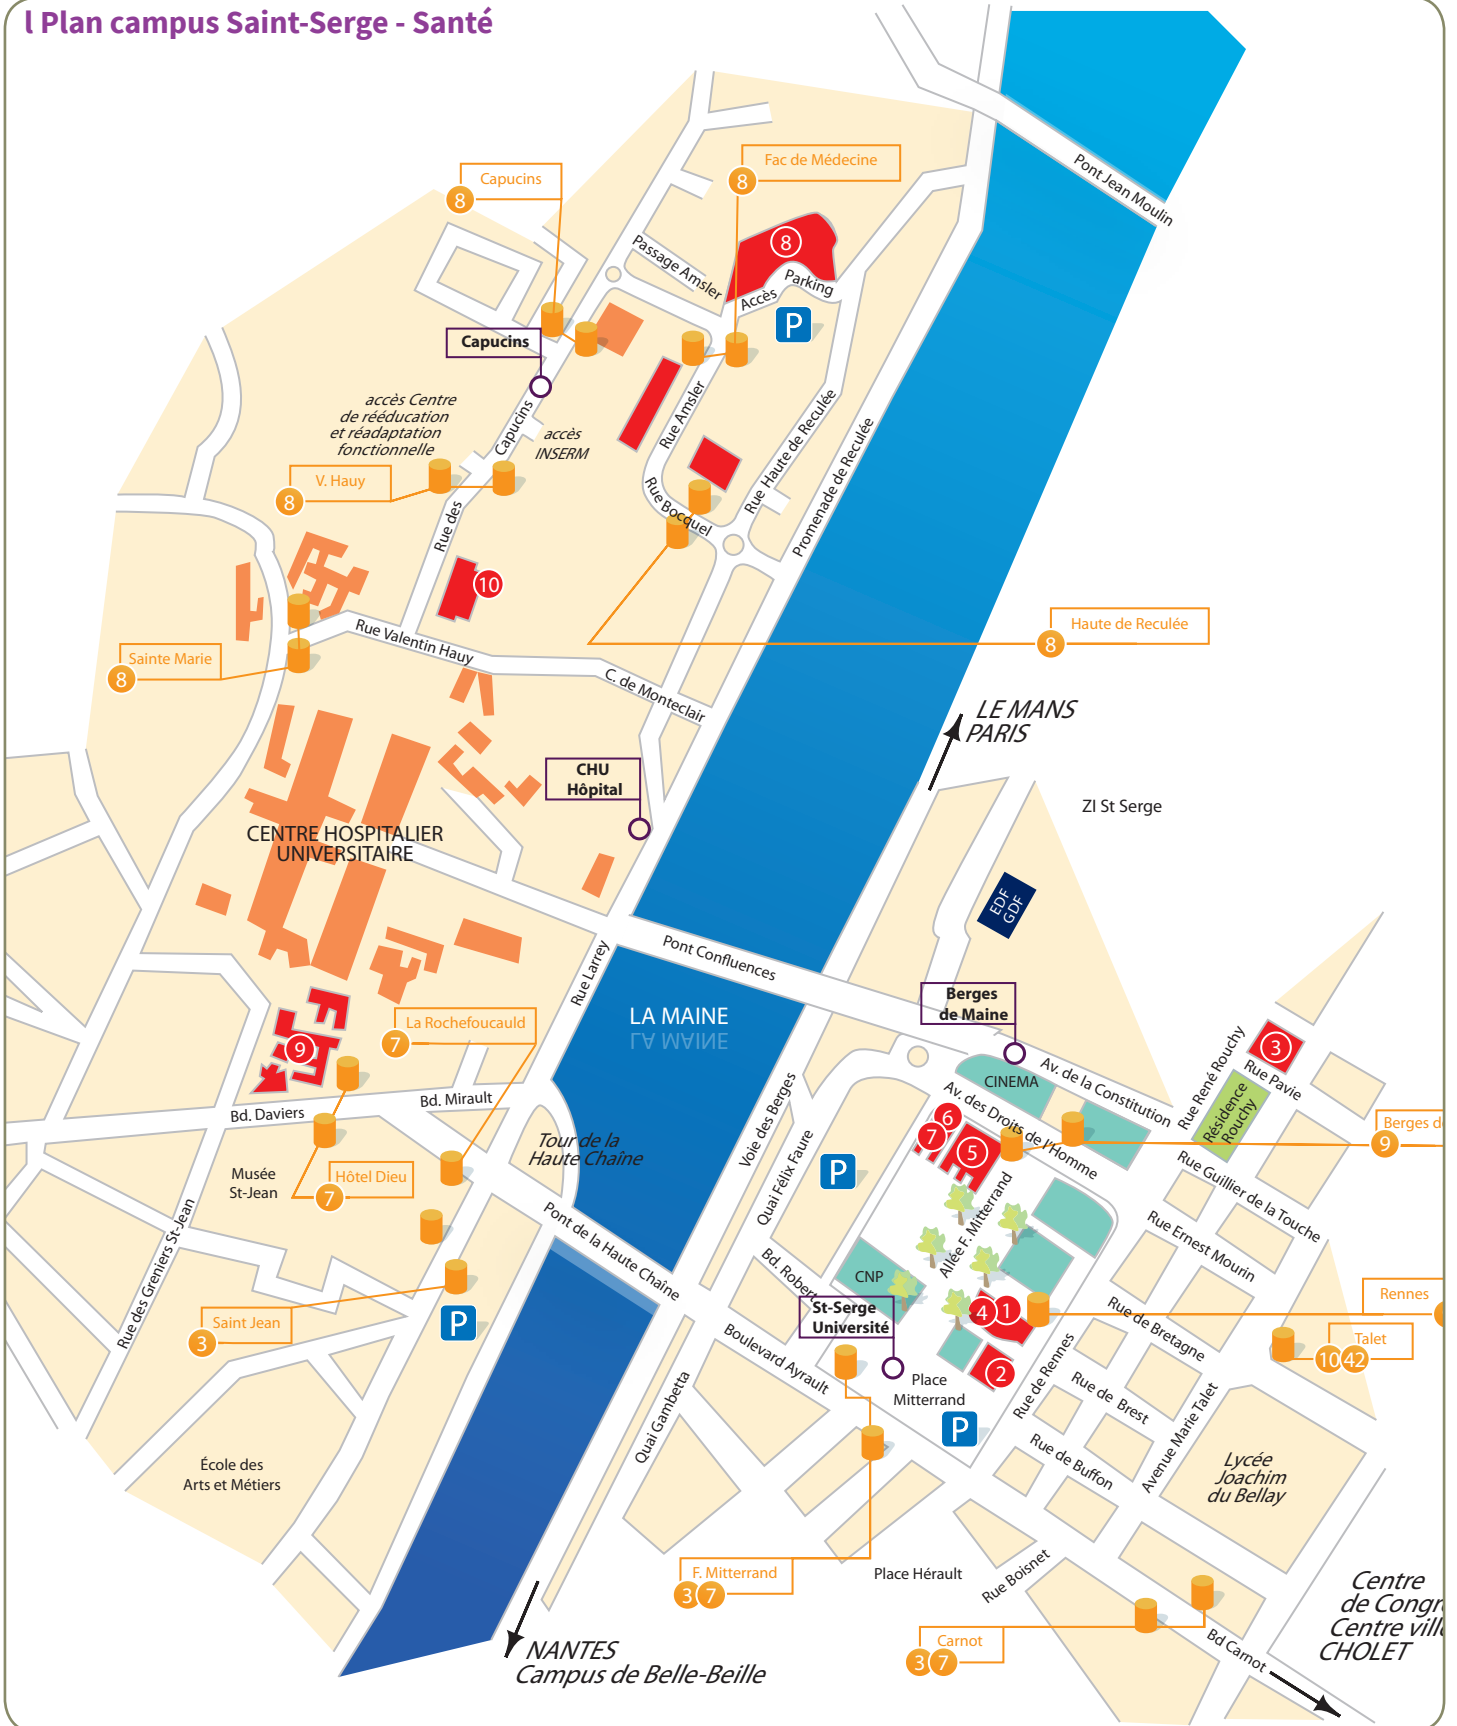 l Plan campus Saint-Serge - Santé
Pont Jean Moulin
Capucins
8
Fac de Médecine
8
8
Passage Amsler
Accès
Parking
P
Capucins
accès Centre
de rééducation
et réadaptation
fonctionnelle
accès
INSERM
Rue des
Capucins
Rue Amsler
Rue Haute de Reculée
Promenade de Reculée
V. Hauy
8
Rue Bocquel
10
Rue Valentin Hauy
Haute de Reculée
8
Sainte Marie
8
C. de Monteclair
LE MANS
PARIS
CHU
Hôpital
ZI St Serge
CENTRE HOSPITALIER
UNIVERSITAIRE
EDF
GDF
Pont Confluences
Rue Larrey
LA MAINE
LA MAINE
Berges
de Maine
La Rochefoucauld
7
9
CINEMA
Av. de la Constitution
Av. des Droits de l'Homme
Rue René Rouchy
3
Rue Pavie
Résidence
Rouchy
Bd. Daviers
Bd. Mirault
Voie des Berges
Quai Félix Faure
6
7
5
Berges d
9
Tour de la
Haute Chaîne
P
Musée
St-Jean
Hôtel Dieu
7
Rue Guillier de la Touche
Rue Ernest Mourin
Allée F. Mitterrand
Rue des Greniers St-Jean
Pont de la Haute Chaîne
Bd. Robert
CNP
St-Serge
Université
4
1
Rennes
Saint Jean
3
P
Rue de Bretagne
Talet
10
42
Boulevard Ayrault
2
Place
Mitterrand
P
Rue de Rennes
Rue de Brest
Avenue Marie Talet
Quai Gambetta
Rue de Buffon
Lycée
Joachim
du Bellay
École des
Arts et Métiers
F. Mitterrand
3
7
Place Hérault
Rue Boisnet
Centre
de Congr
Centre ville
CHOLET
Carnot
3
7
Bd Carnot
NANTES
Campus de Belle-Beille